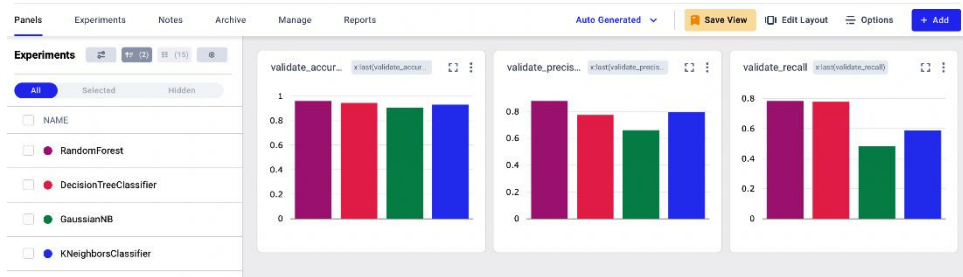 Panels Experiments Notes Archive Manage Reports Auto Generated Save View Edit Layout Options + Add
Experiments (2) (15)
All Selected Hidden
NAME
RandomForest
DecisionTreeClassifier
GaussianNB
KNeighborsClassifier
validate_accur... x:last(validate_accur...
1
0.8
0.6
0.4
0.2
0
validate_precis... x:last(validate_precis...
0.8
0.6
0.4
0.2
0
validate_recall x:last(validate_recall)
0.8
0.6
0.4
0.2
0